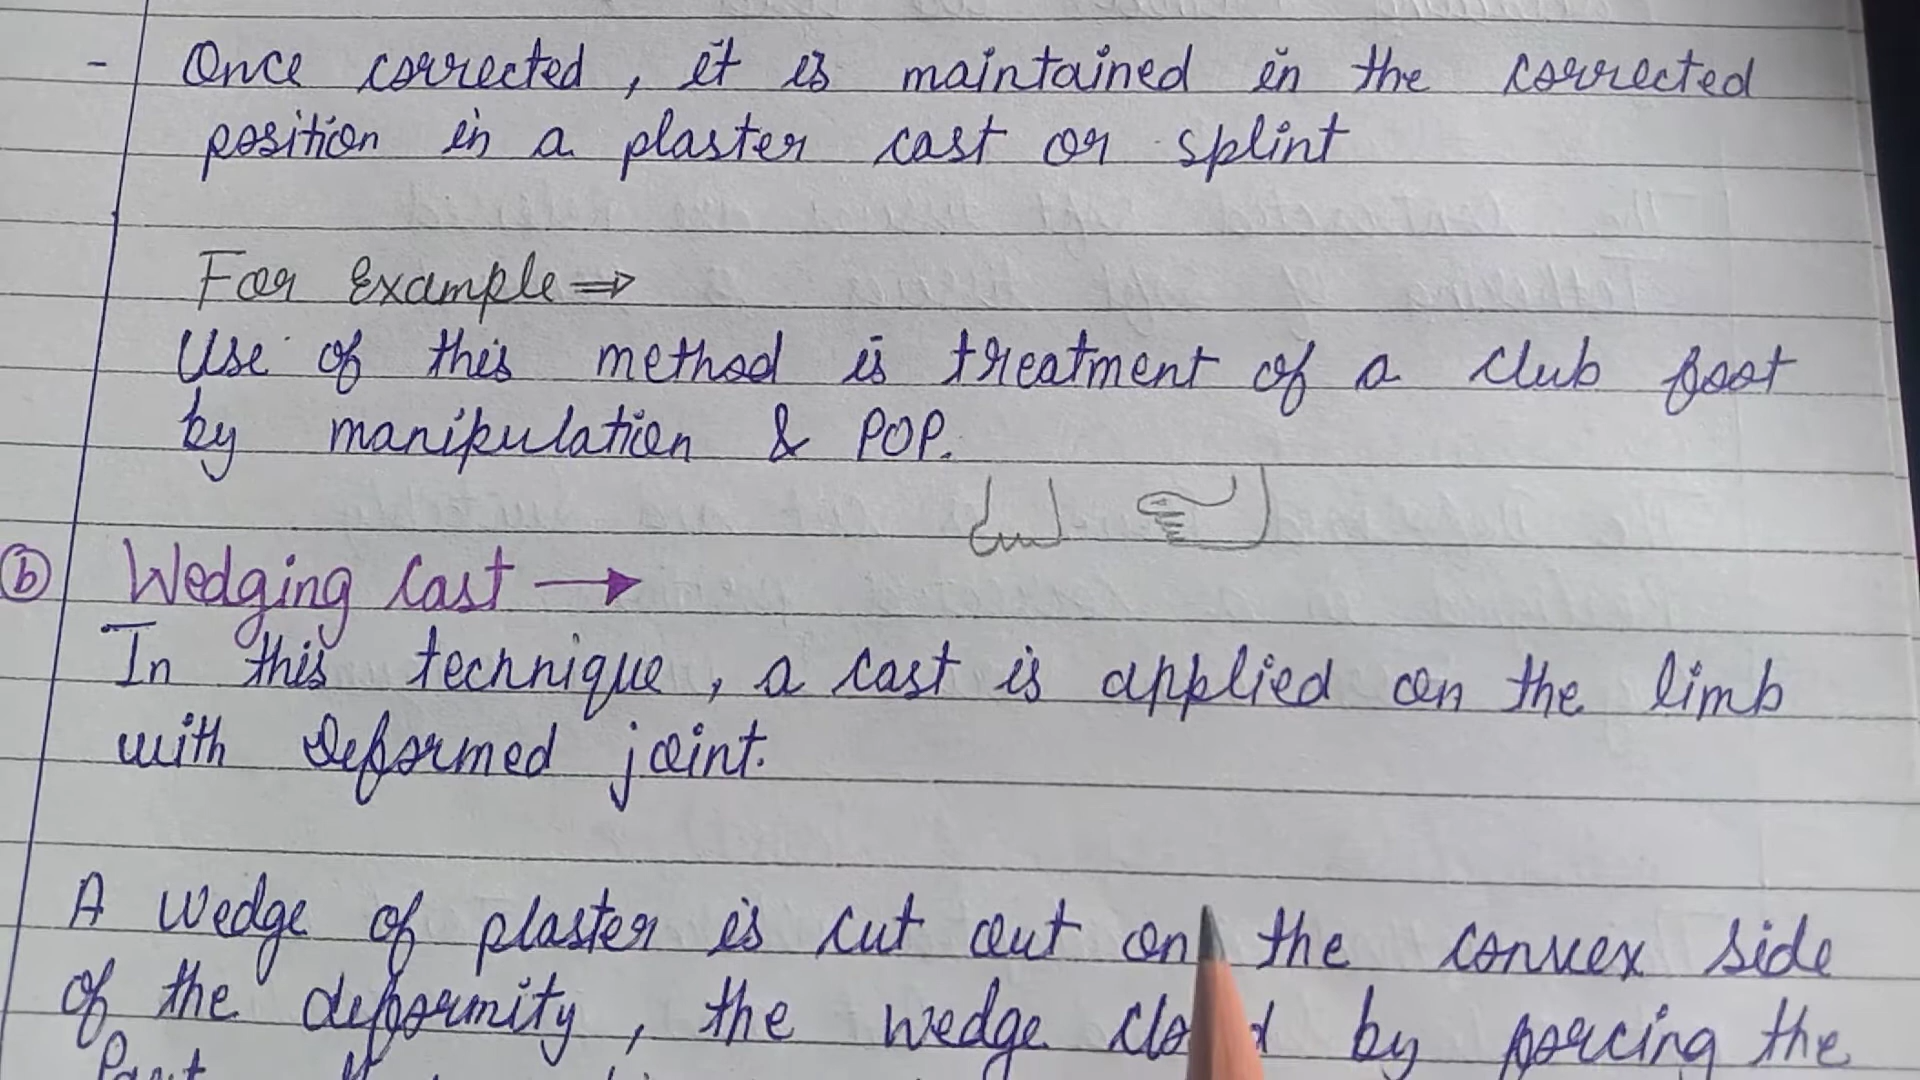 - Once corrected, it is maintained in the corrected
position in a plaster cast or splint
For Example ⇒
Use of this method is treatment of a club foot
by manipulation & POP.
ⓑ Wedging Cast →
In this technique, a cast is applied on the limb
with deformed joint.
A wedge of plaster is cut out on the convex side
of the deformity, the wedge by forcing the
Part